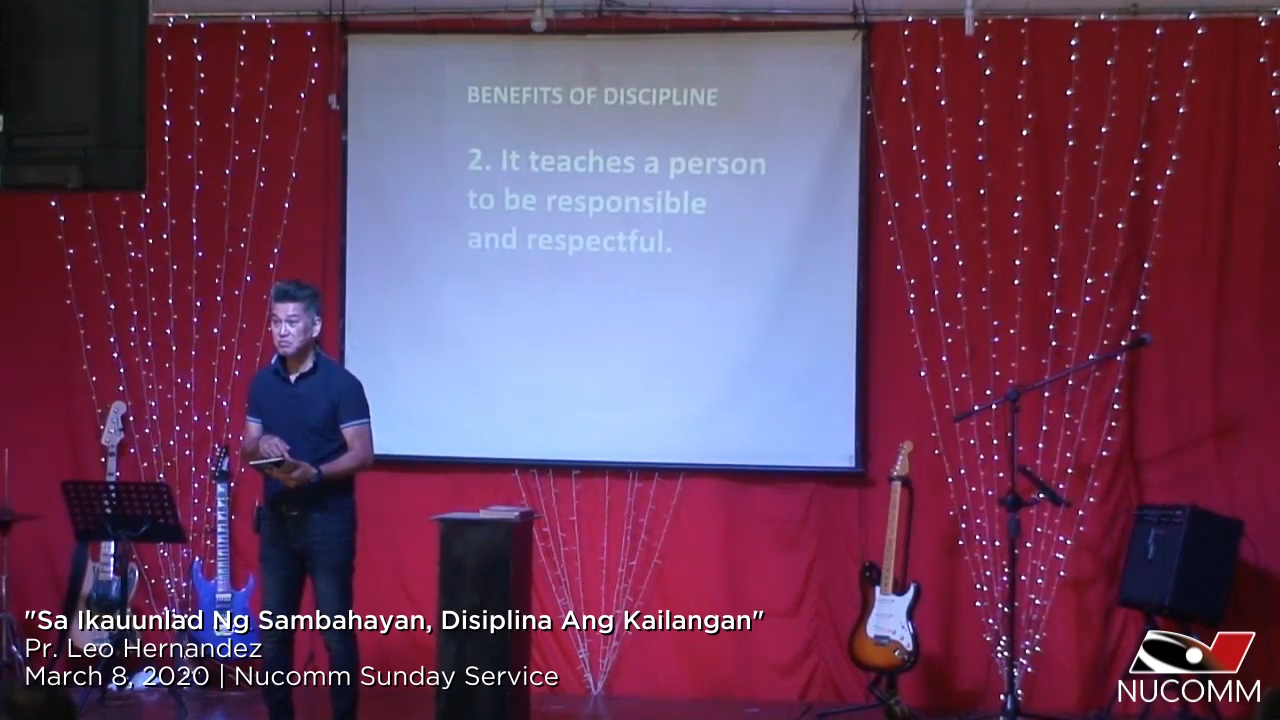 BENEFITS OF DISCIPLINE
2. It teaches a person
to be responsible
and respectful.
"Sa Ikauunlad Ng Sambahayan, Disiplina Ang Kailangan"
Pr. Leo Hernandez
March 8, 2020 | Nucomm Sunday Service
NUCOMM